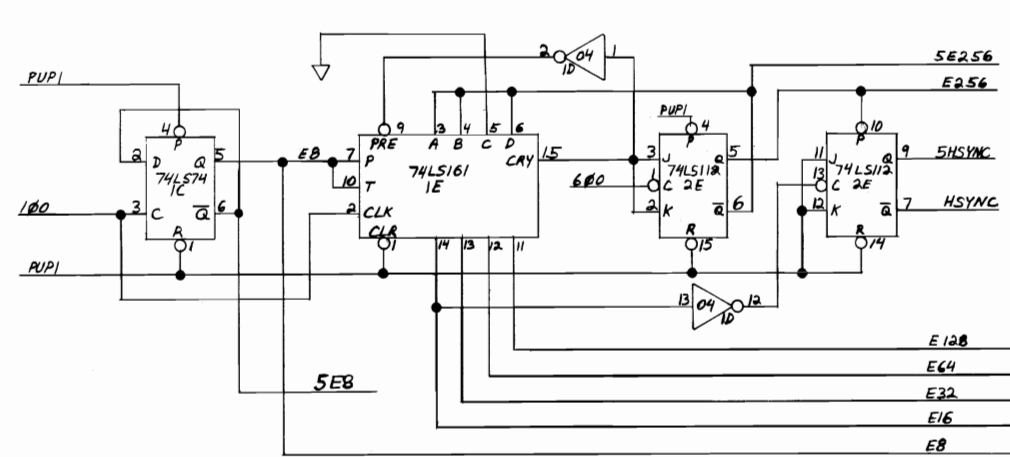 5E256
E256
PUP1
2
04
1
1D
4
P
2
D
Q
5
74LS74
1C
1Ø0
3
C
Q
6
R
1
PUP1
5E8
E8
9
3
4
5
6
PRE
A
B
C
D
CRY
15
7
P
74LS161
1E
10
T
2
CLK
CLR
1
14
13
12
11
PUP1
4
P
3
J
Q
5
74LS112
6Ø0
1
C
2E
2
K
Q
6
R
15
10
P
11
J
Q
9
5HSYNC
74LS112
13
C
2E
12
K
Q
7
HSYNC
R
14
13
04
12
1D
E128
E64
E32
E16
E8